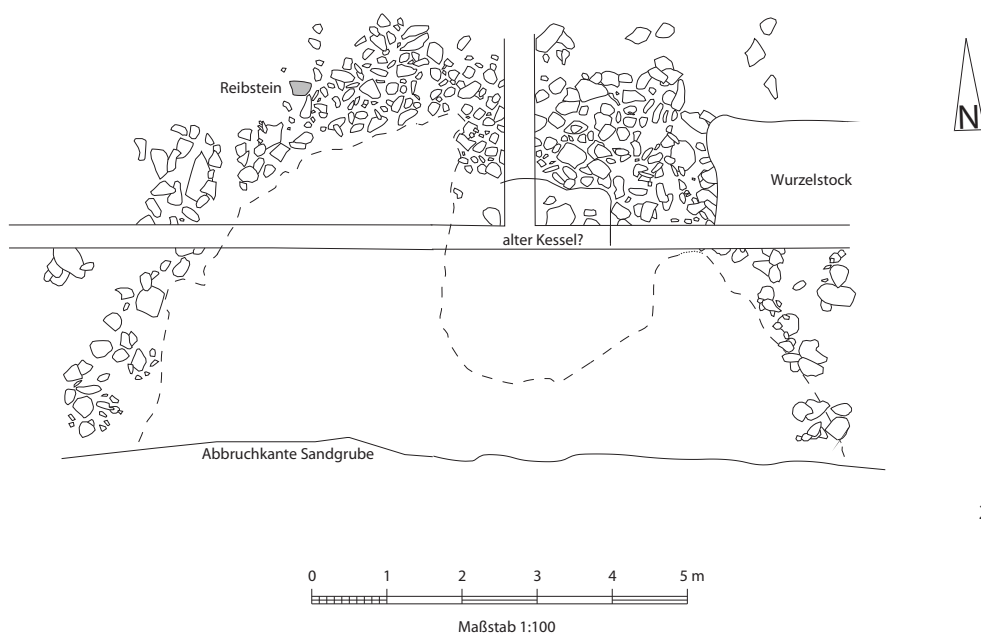 Reibstein
N
Wurzelstock
alter Kessel?
Abbruchkante Sandgrube
0 1 2 3 4 5 m
Maßstab 1:100